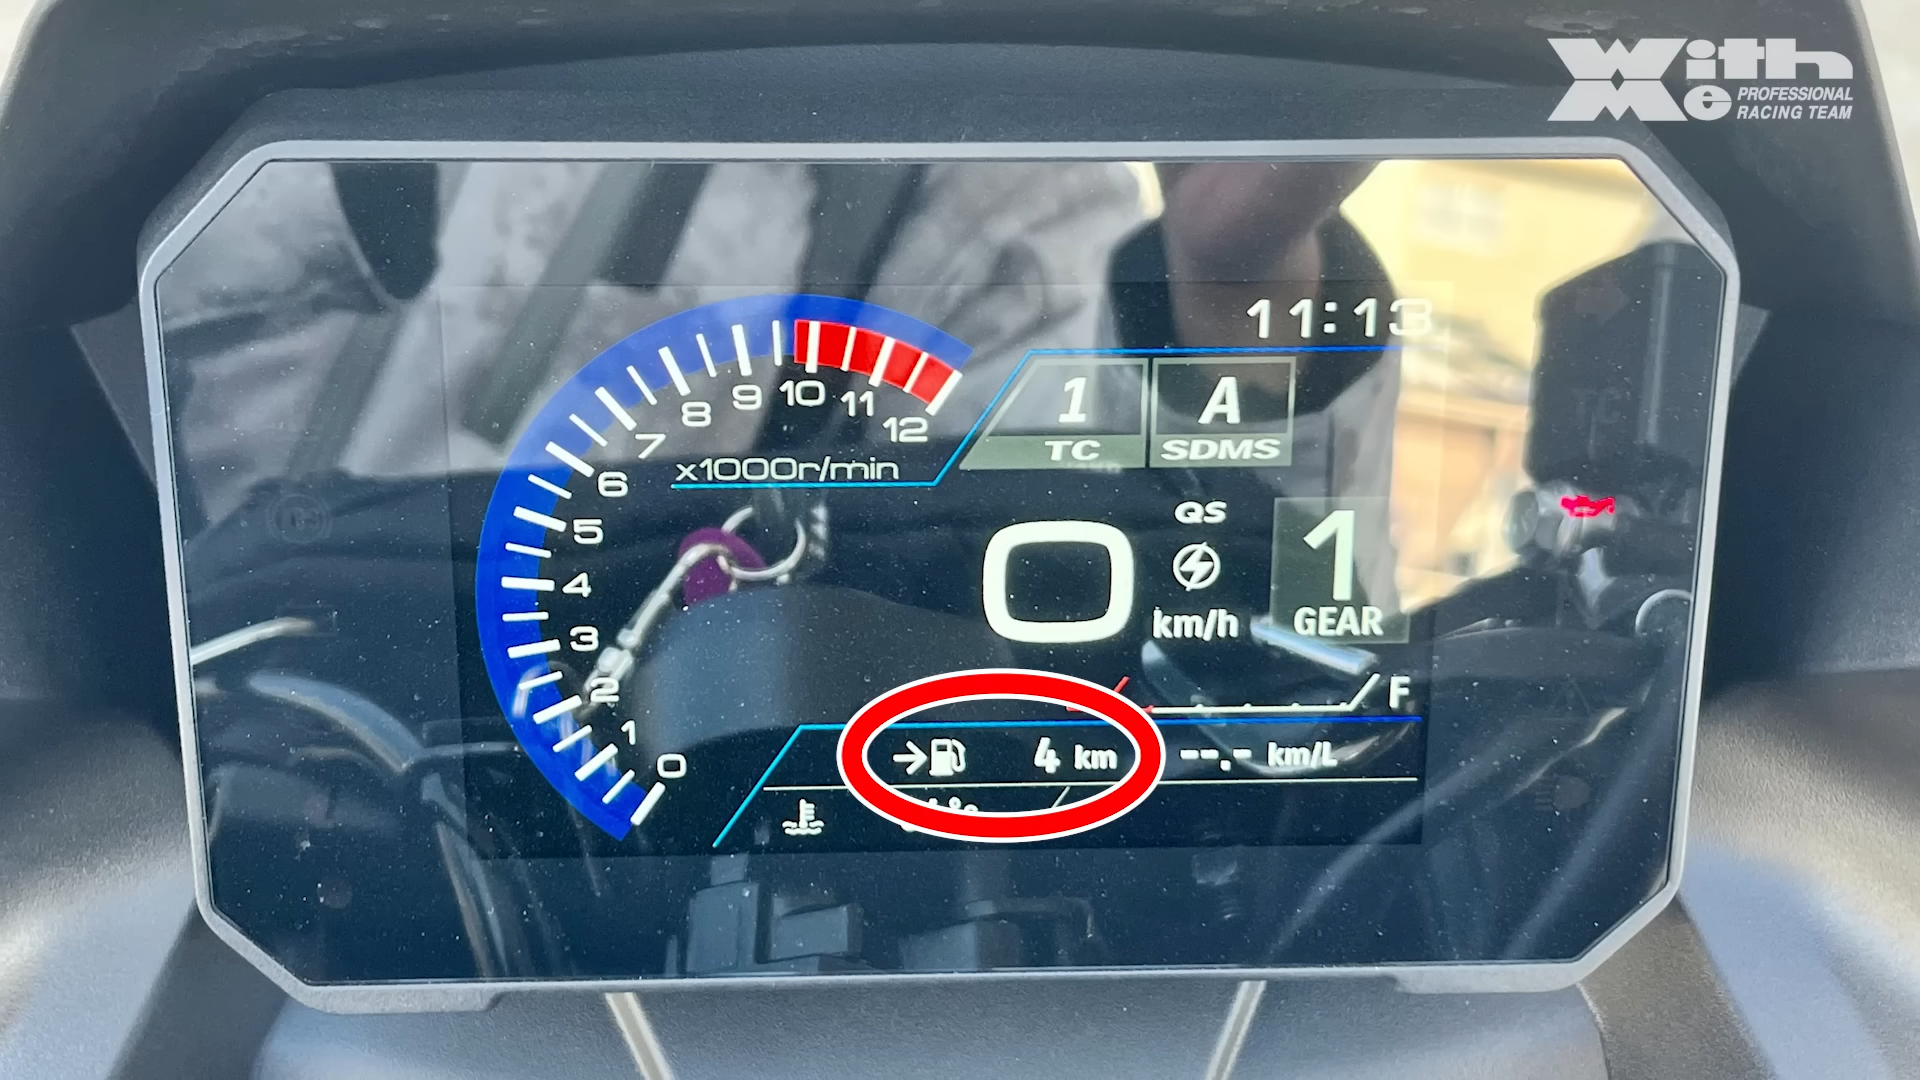 With
Me PROFESSIONAL
RACING TEAM
11:13
1
TC
A
SDMS
0 1 2 3 4 5 6 7 8 9 10 11 12
x1000r/min
0
km/h
QS
1
GEAR
F
4 km
--.- km/L